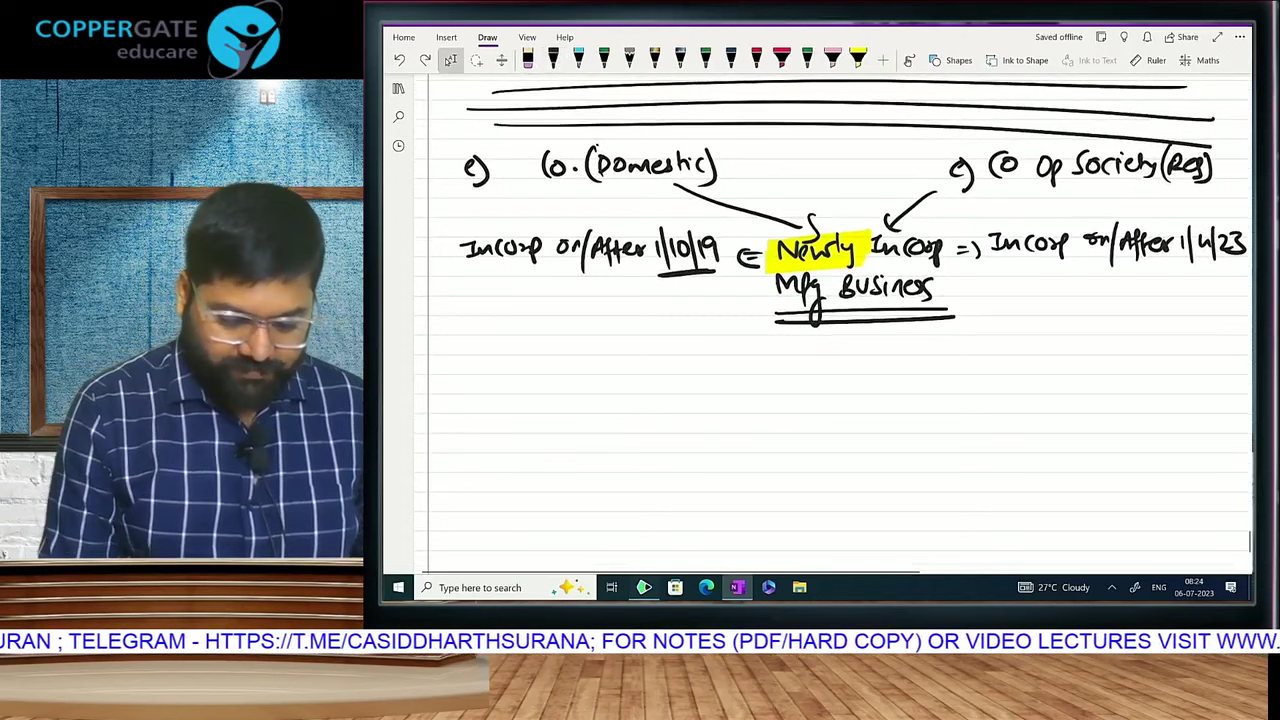 COPPERGATE
educare
Home Insert Draw View Help
Saved offline
Share
Shapes
Ink to Shape
Ink to Text
Ruler
Maths
e) Co. (Domestic)
e) Co Op Society (Res)
Incorp on/After 1/10/19 <= Newly Incorp => Incorp on/After 1/4/23
Mfg Business
Type here to search
27°C Cloudy
ENG
08:24
06-07-2023
URAN ; TELEGRAM - HTTPS://T.ME/CASIDDHARTHSURANA; FOR NOTES (PDF/HARD COPY) OR VIDEO LECTURES VISIT WWW.